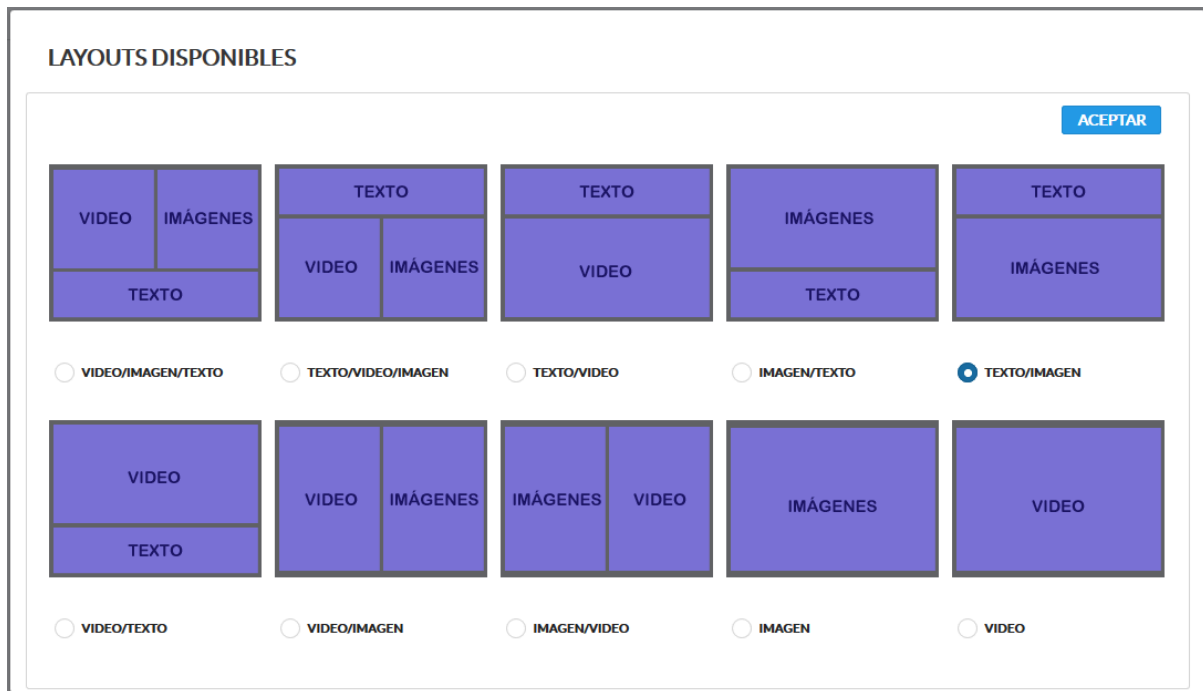 LAYOUTS DISPONIBLES
ACEPTAR
VIDEO IMÁGENES
TEXTO
TEXTO
VIDEO IMÁGENES
TEXTO
VIDEO
IMÁGENES
TEXTO
TEXTO
IMÁGENES
VIDEO/IMAGEN/TEXTO
TEXTO/VIDEO/IMAGEN
TEXTO/VIDEO
IMAGEN/TEXTO
TEXTO/IMAGEN
VIDEO
TEXTO
VIDEO IMÁGENES
IMÁGENES VIDEO
IMÁGENES
VIDEO
VIDEO/TEXTO
VIDEO/IMAGEN
IMAGEN/VIDEO
IMAGEN
VIDEO